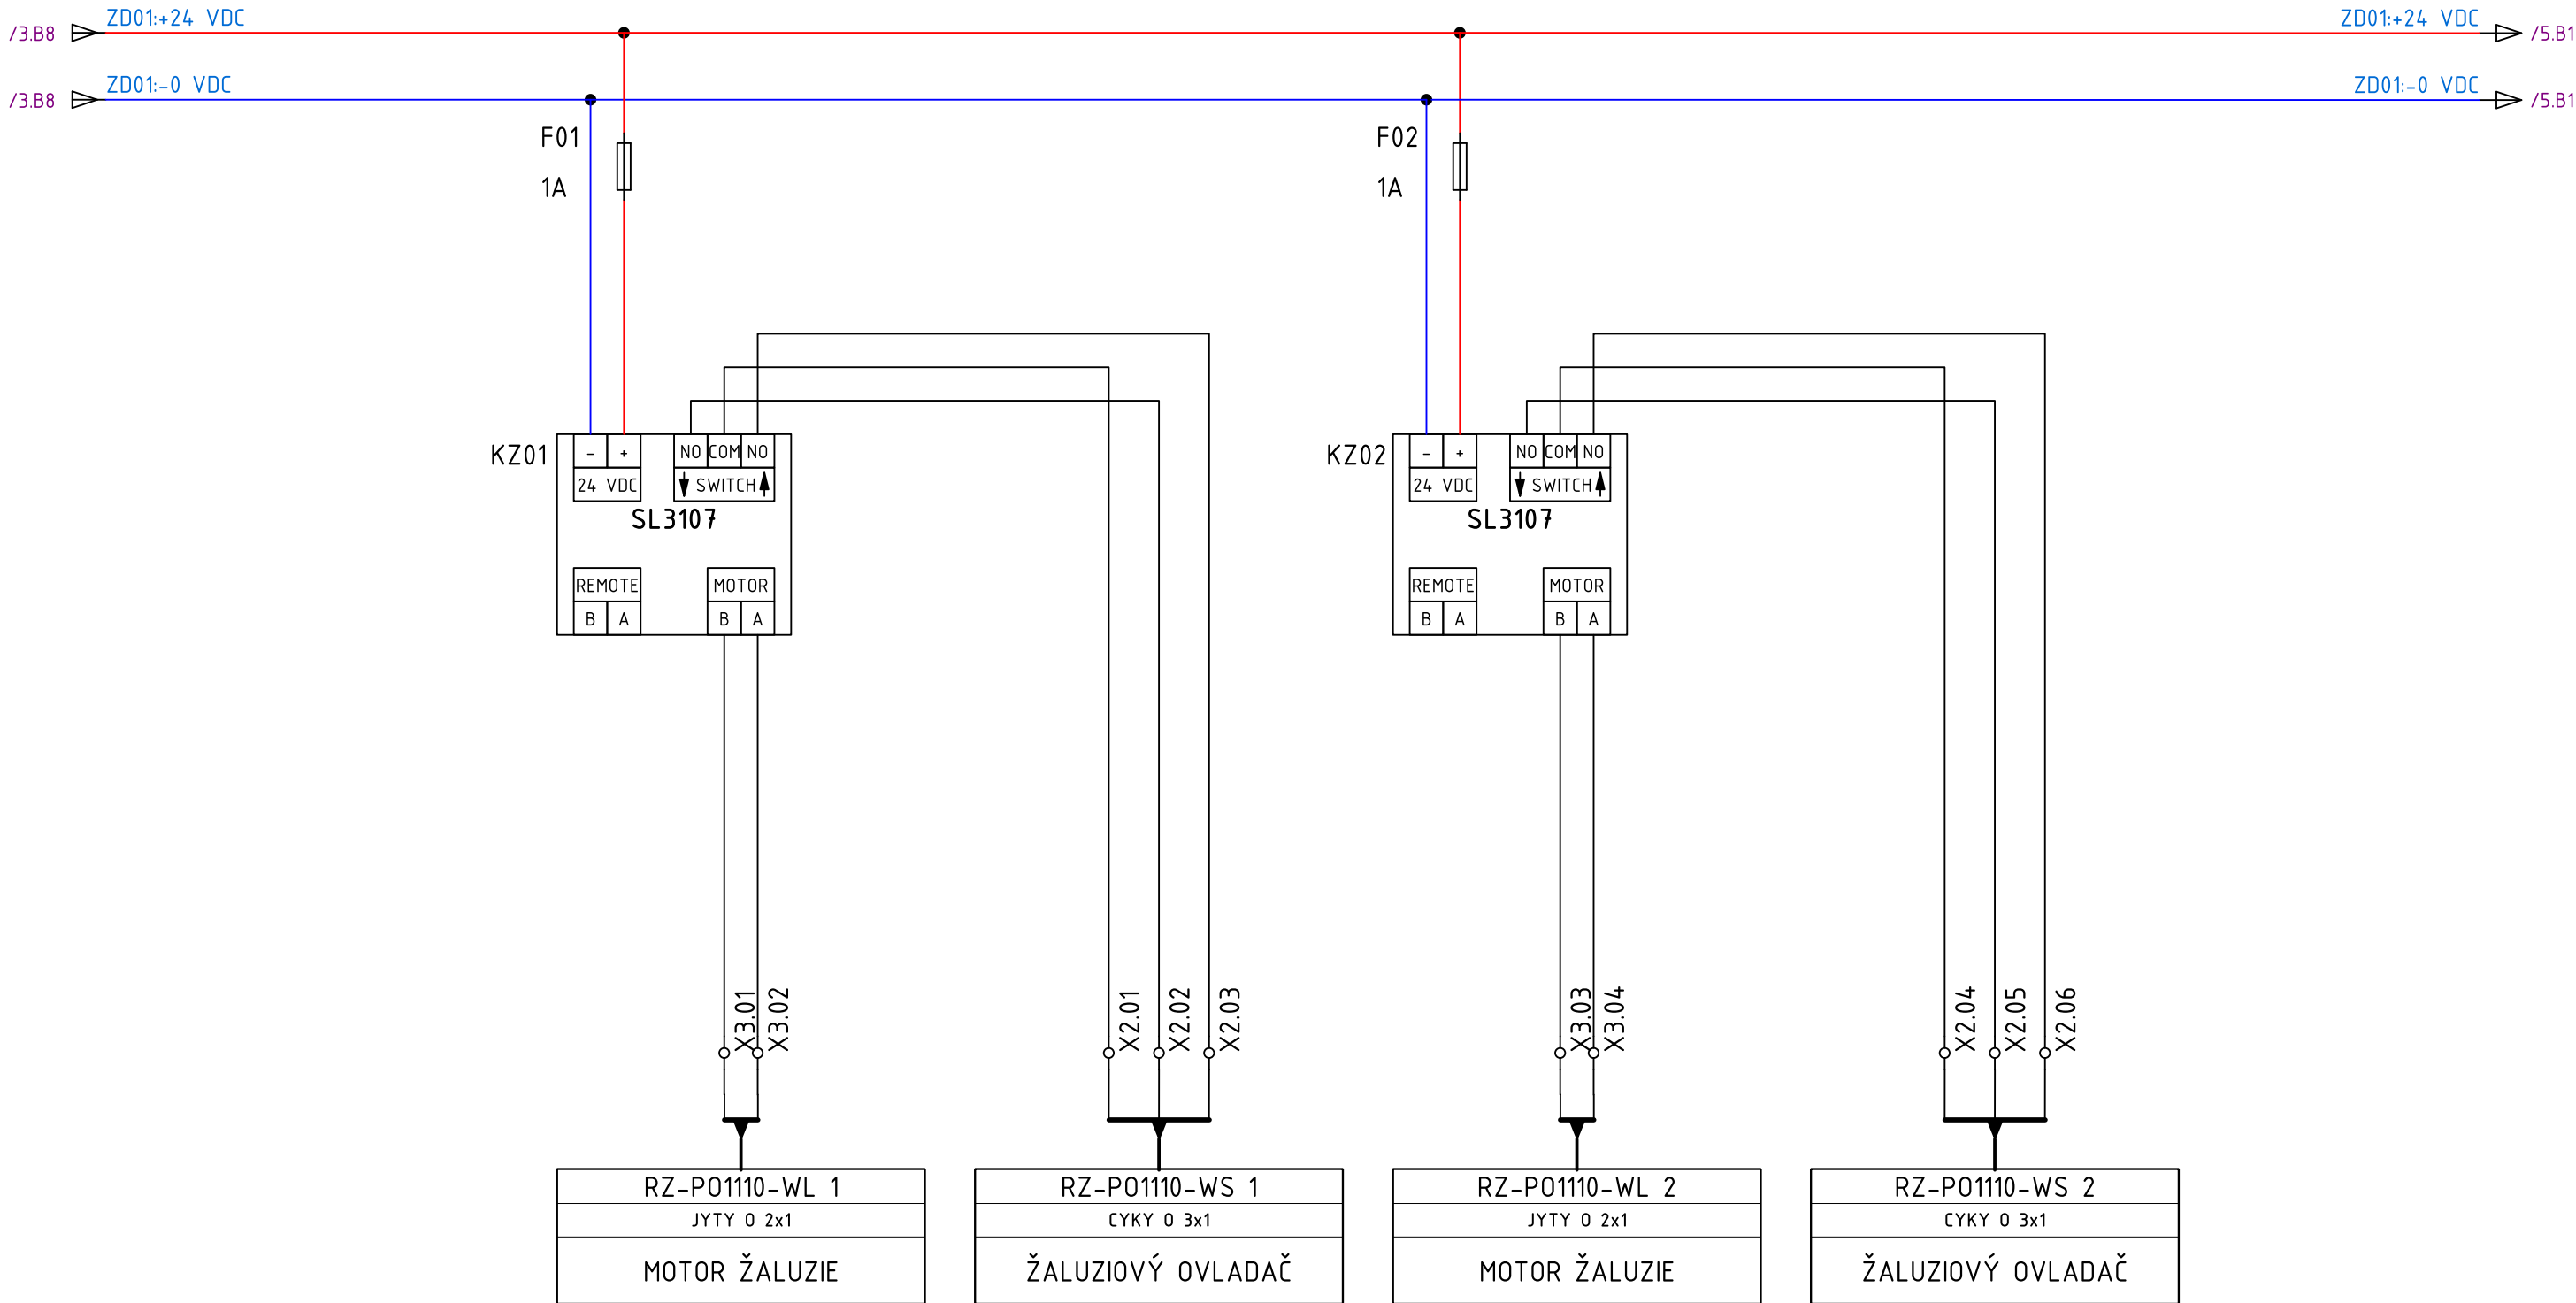 ZD01:+24 VDC ZD01:+24 VDC
/3.B8 /5.B1
ZD01:-0 VDC ZD01:-0 VDC
/3.B8 /5.B1
F01 F02
1A 1A
KZ01 - + NO COM NO KZ02 - + NO COM NO
24 VDC SWITCH 24 VDC SWITCH
SL3107 SL3107
REMOTE MOTOR REMOTE MOTOR
B A B A B A B A
X3.01 X3.02 X2.01 X2.02 X2.03 X3.03 X3.04 X2.04 X2.05 X2.06
RZ-PO1110-WL 1 RZ-PO1110-WS 1 RZ-PO1110-WL 2 RZ-PO1110-WS 2
JYTY O 2x1 CYKY O 3x1 JYTY O 2x1 CYKY O 3x1
MOTOR ŽALUZIE ŽALUZIOVÝ OVLADAČ MOTOR ŽALUZIE ŽALUZIOVÝ OVLADAČ